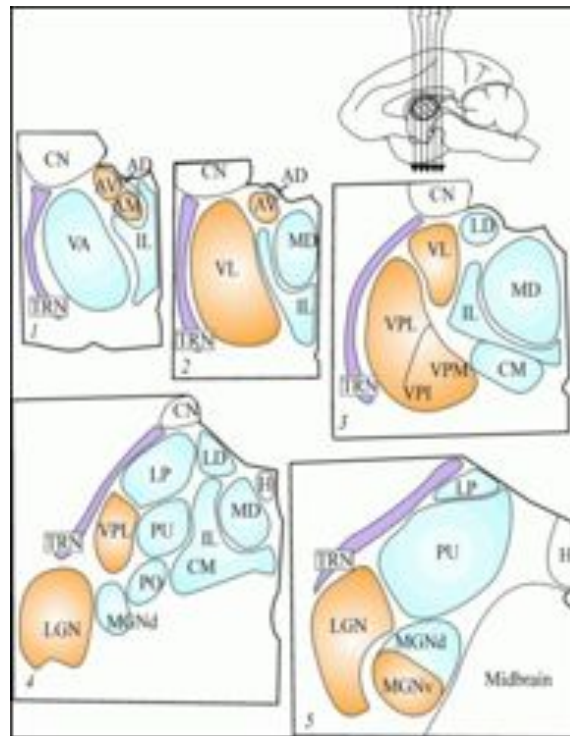 CN
AD
AV
AM
VA
IL
TRN
1
CN
AD
AV
MD
VL
IL
TRN
2
CN
LD
VL
MD
IL
VPL
VPM
CM
VPI
TRN
3
CN
LD
LP
H
MD
VPL
PU
IL
TRN
CM
PO
LGN
MGNd
4
LP
PU
H
TRN
LGN
MGNd
MGNv
Midbrain
5